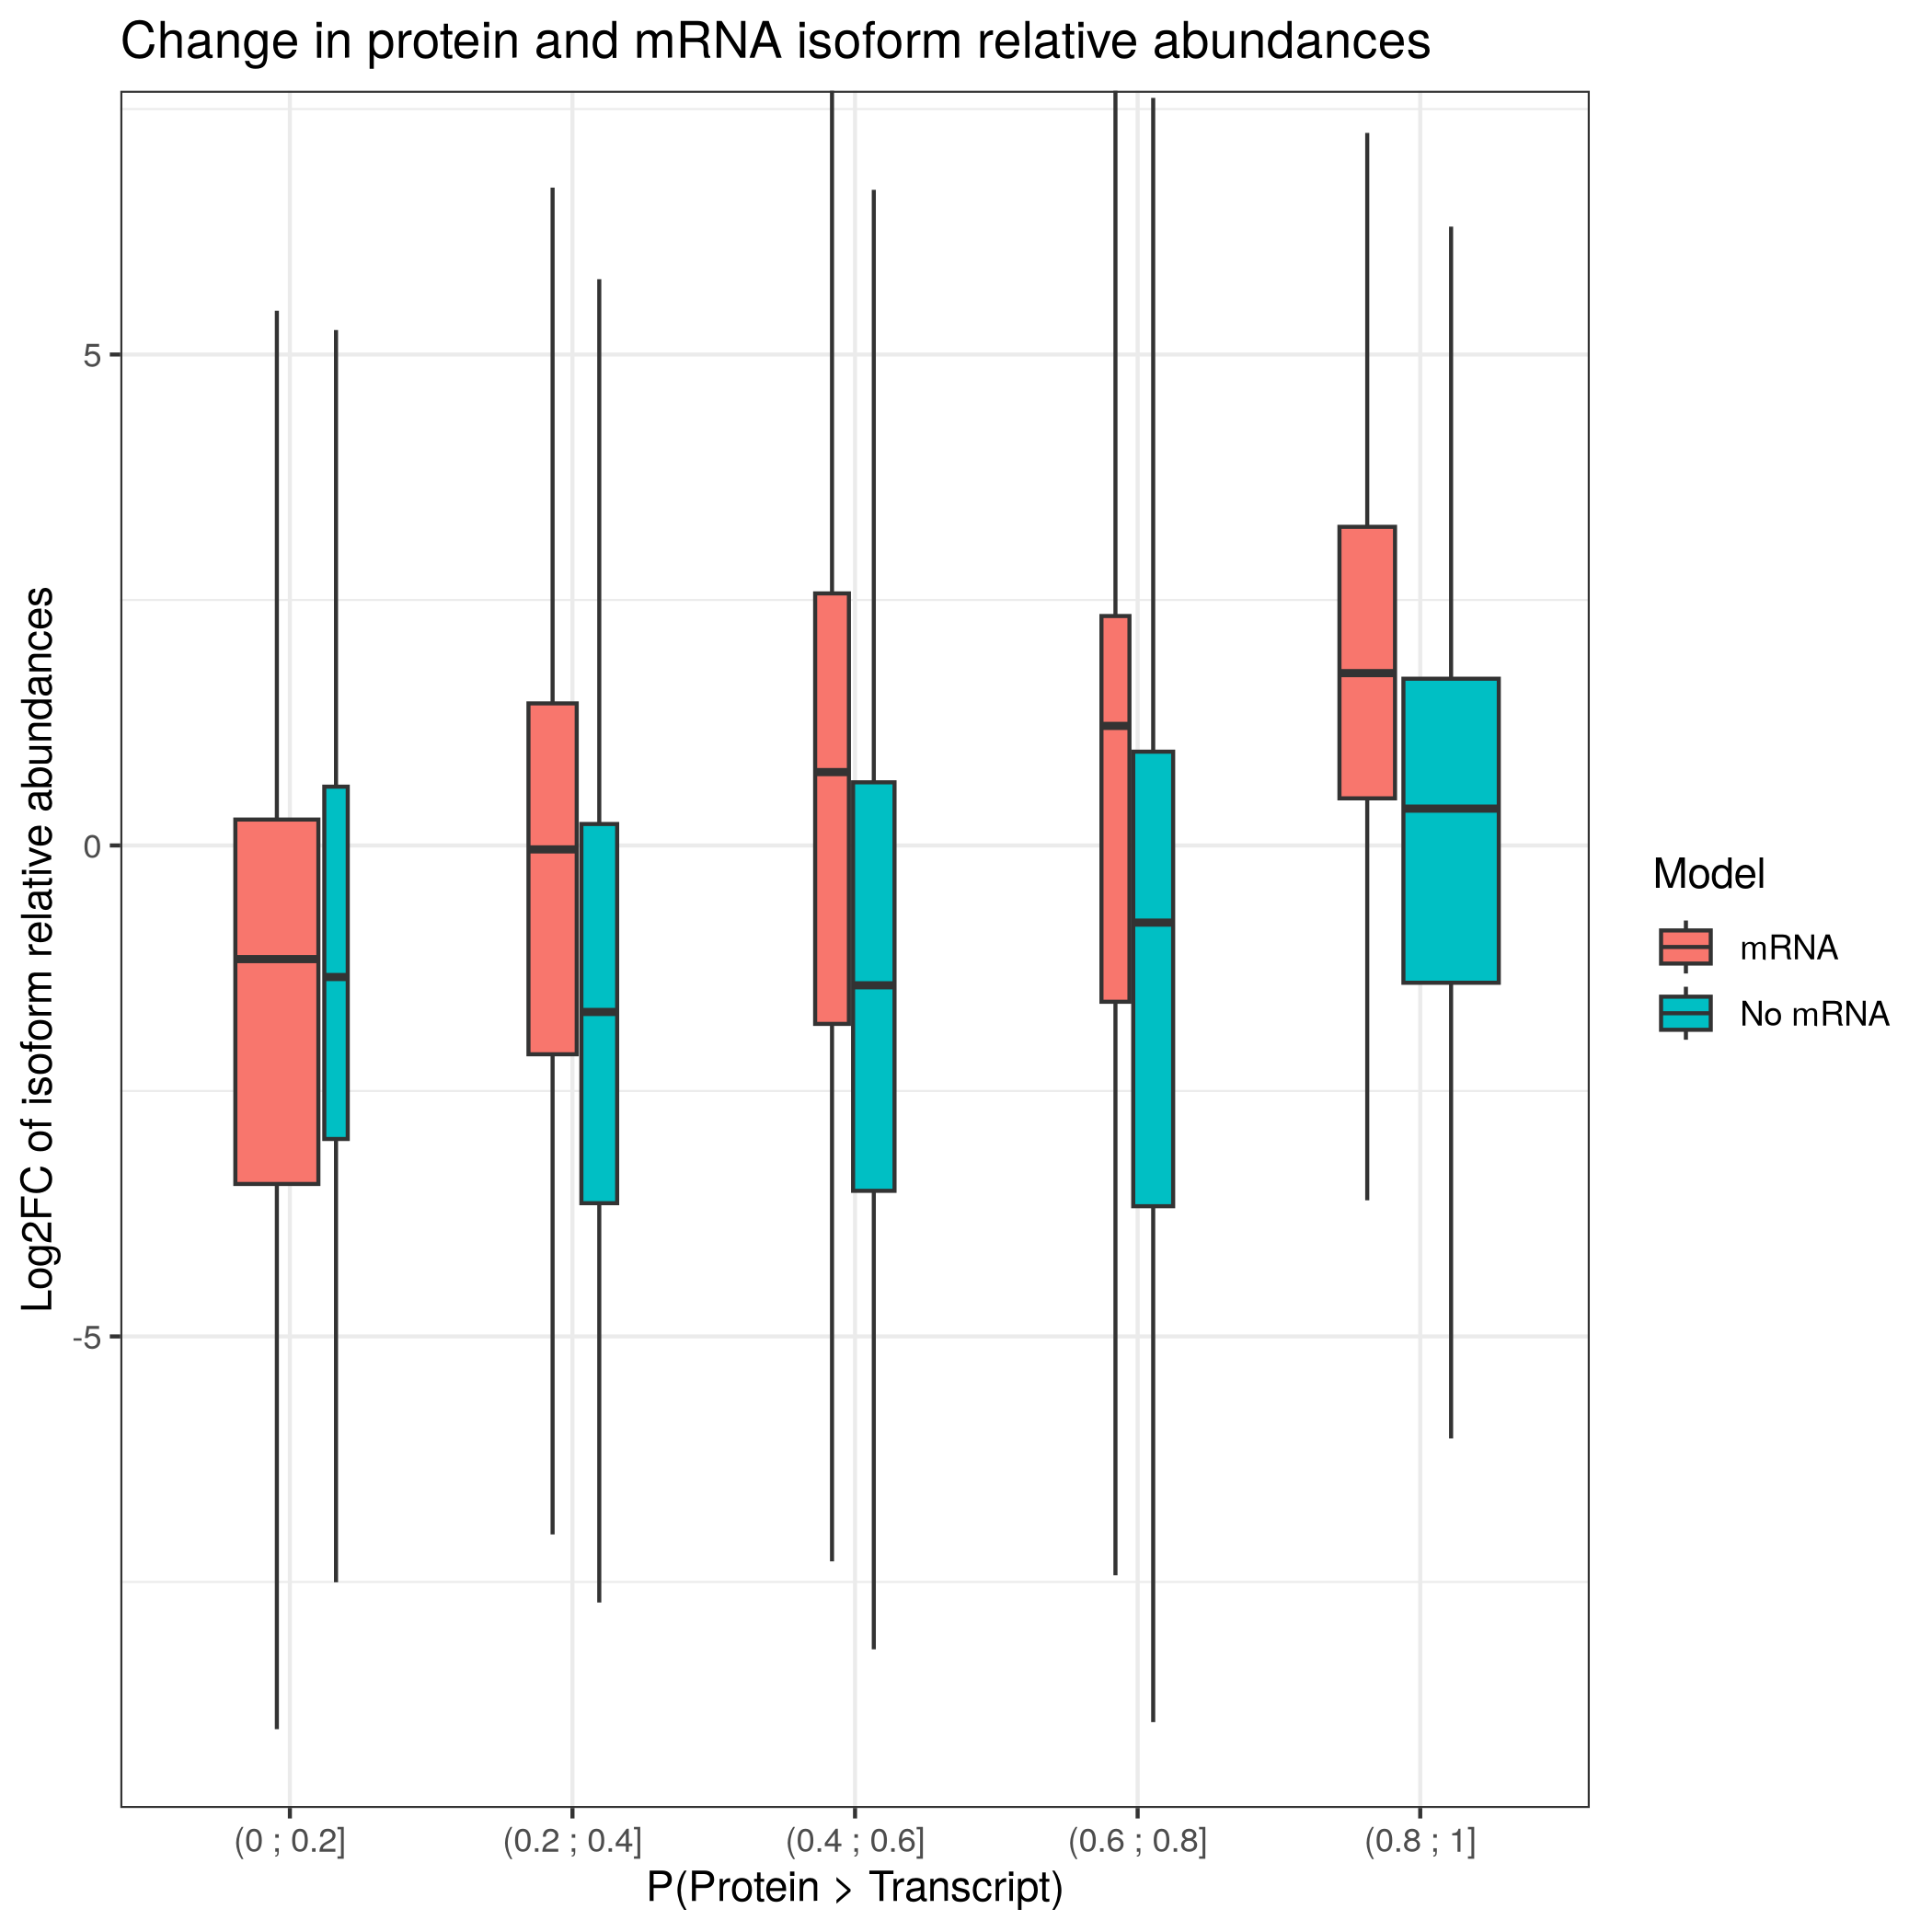 Change in protein and mRNA isoform relative abundances
Log2FC of isoform relative abundances
5
0
-5
(0 ; 0.2]
(0.2 ; 0.4]
(0.4 ; 0.6]
(0.6 ; 0.8]
(0.8 ; 1]
P(Protein > Transcript)
Model
mRNA
No mRNA